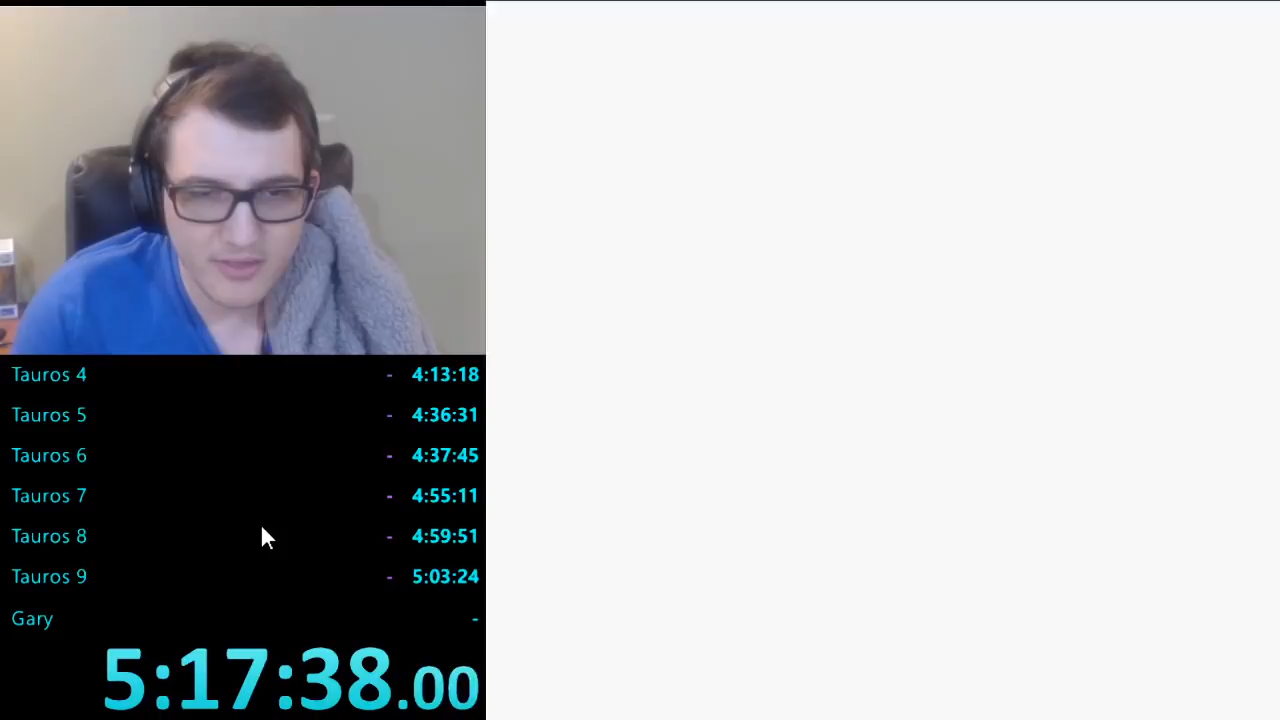 Tauros 4 - 4:13:18
Tauros 5 - 4:36:31
Tauros 6 - 4:37:45
Tauros 7 - 4:55:11
Tauros 8 - 4:59:51
Tauros 9 - 5:03:24
Gary -
5:17:38.00